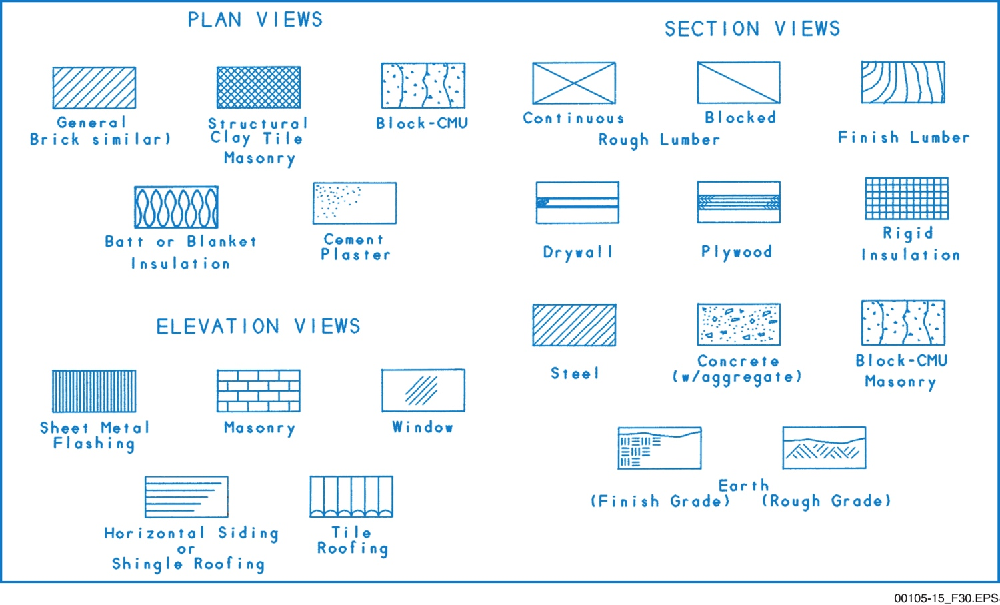 PLAN VIEWS
General
Brick similar)
Structural
Clay Tile
Masonry
Block-CMU
Batt or Blanket
Insulation
Cement
Plaster
ELEVATION VIEWS
Sheet Metal
Flashing
Masonry
Window
Horizontal Siding
or
Shingle Roofing
Tile
Roofing
SECTION VIEWS
Continuous
Blocked
Rough Lumber
Finish Lumber
Drywall
Plywood
Rigid
Insulation
Steel
Concrete
(w/aggregate)
Block-CMU
Masonry
Earth
(Finish Grade) (Rough Grade)
00105-15_F30.EPS